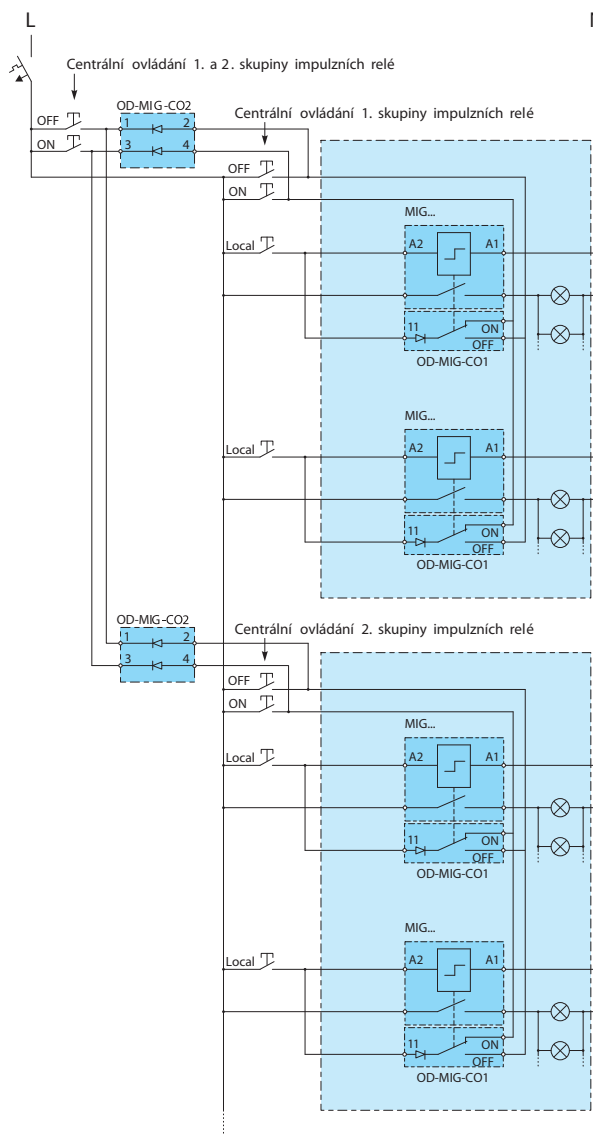 L
N
Centrální ovládání 1. a 2. skupiny impulzních relé
OD-MIG-CO2
Centrální ovládání 1. skupiny impulzních relé
OFF
1
2
ON
3
4
OFF
ON
MIG...
Local
A2
A1
11
ON
OFF
OD-MIG-CO1
MIG...
Local
A2
A1
11
ON
OFF
OD-MIG-CO1
OD-MIG-CO2
Centrální ovládání 2. skupiny impulzních relé
1
2
3
4
OFF
ON
MIG...
Local
A2
A1
11
ON
OFF
OD-MIG-CO1
MIG...
Local
A2
A1
11
ON
OFF
OD-MIG-CO1